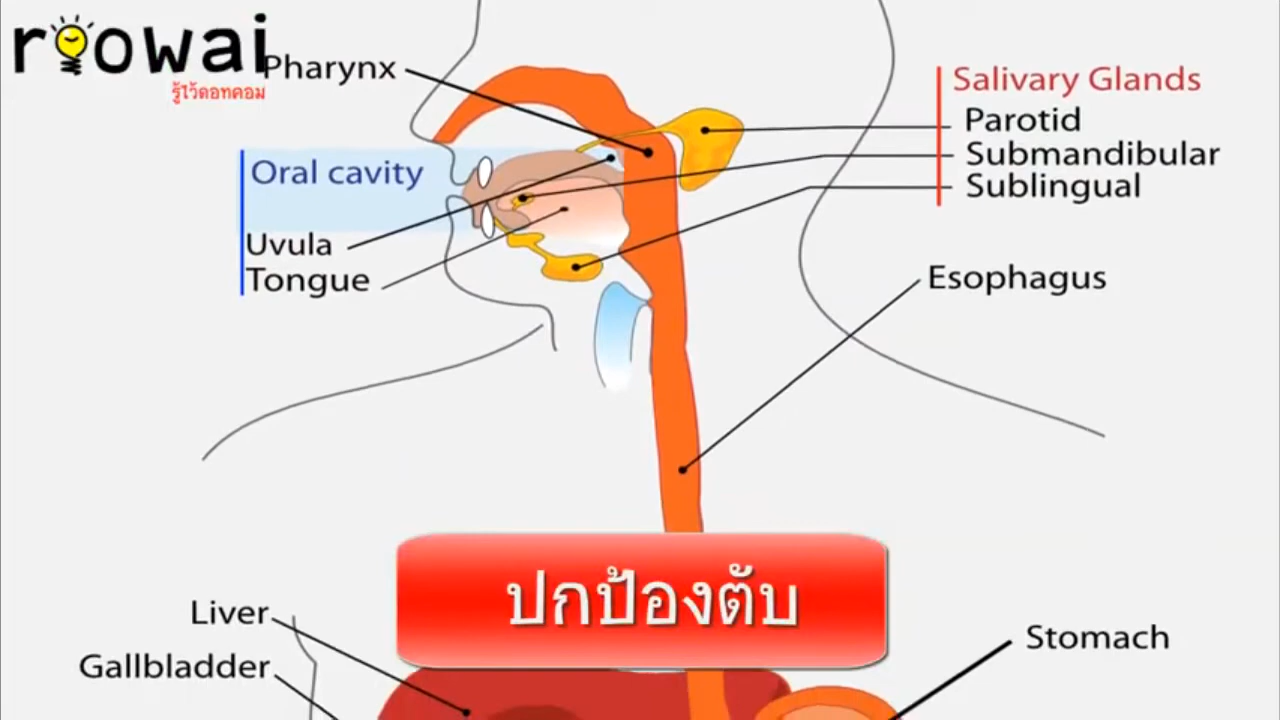 roowai
รู้ไว้ดอทคอม
Pharynx
Oral cavity
Uvula
Tongue
Salivary Glands
Parotid
Submandibular
Sublingual
Esophagus
ปกป้องตับ
Liver
Gallbladder
Stomach